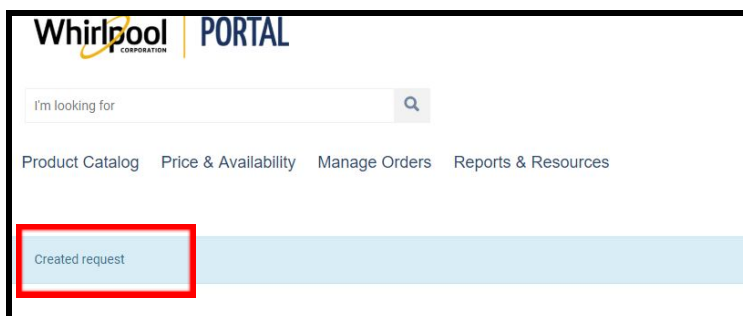 Whirlpool PORTAL
CORPORATION
I'm looking for
Product Catalog Price & Availability Manage Orders Reports & Resources
Created request